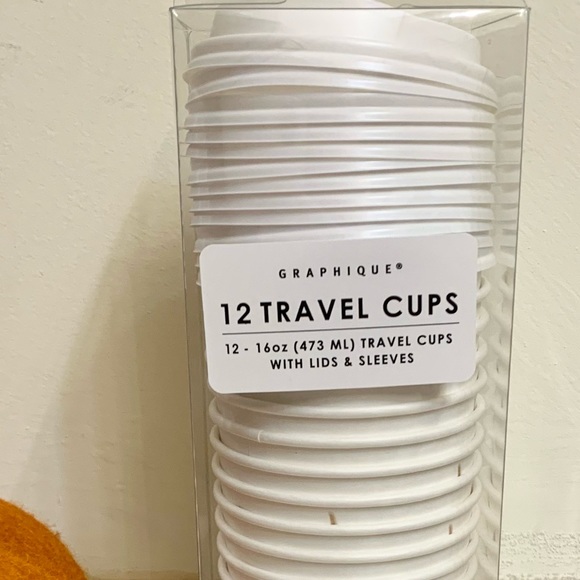 GRAPHIQUE®
12 TRAVEL CUPS
12 - 16oz (473 ML) TRAVEL CUPS
WITH LIDS & SLEEVES